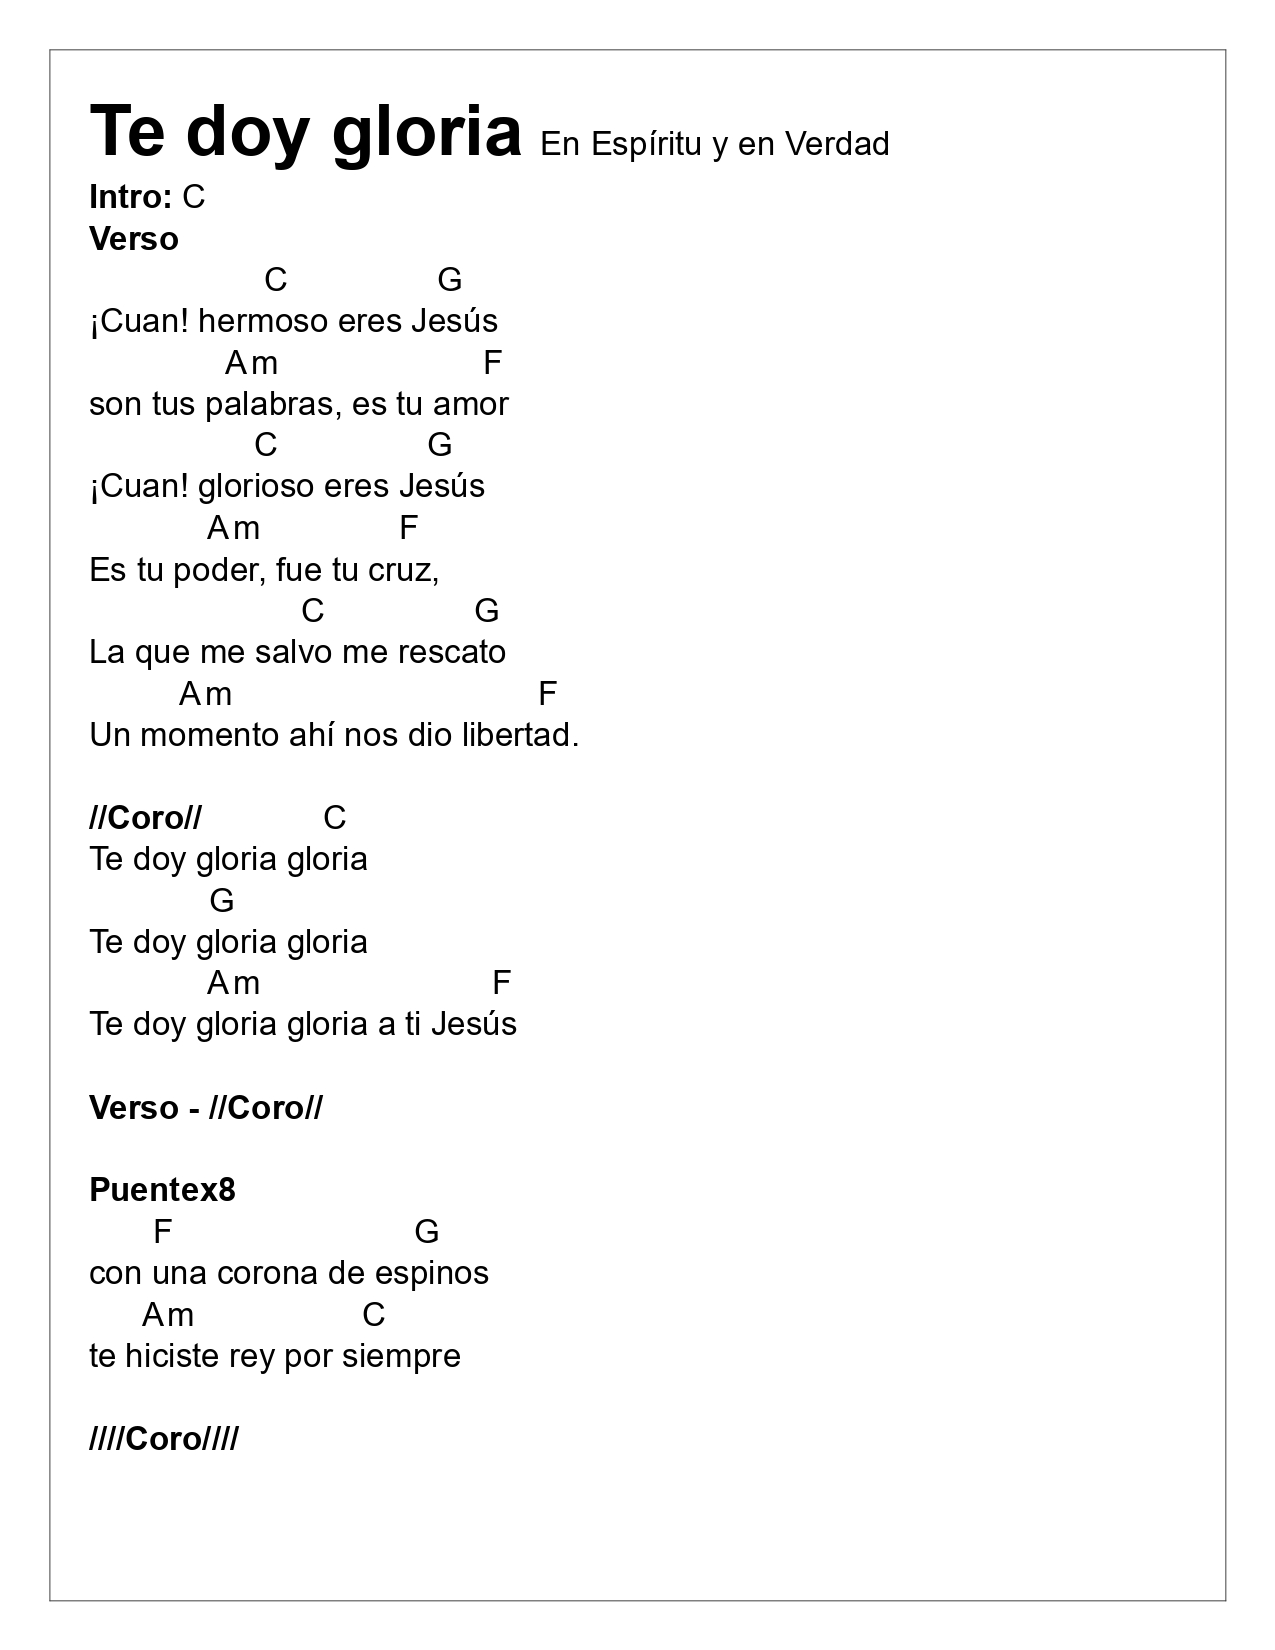 Te doy gloria En Espíritu y en Verdad
Intro: C
Verso
C G
¡Cuan! hermoso eres Jesús
Am F
son tus palabras, es tu amor
C G
¡Cuan! glorioso eres Jesús
Am F
Es tu poder, fue tu cruz,
C G
La que me salvo me rescato
Am F
Un momento ahí nos dio libertad.
//Coro// C
Te doy gloria gloria
G
Te doy gloria gloria
Am F
Te doy gloria gloria a ti Jesús
Verso - //Coro//
Puentex8
F G
con una corona de espinos
Am C
te hiciste rey por siempre
////Coro////